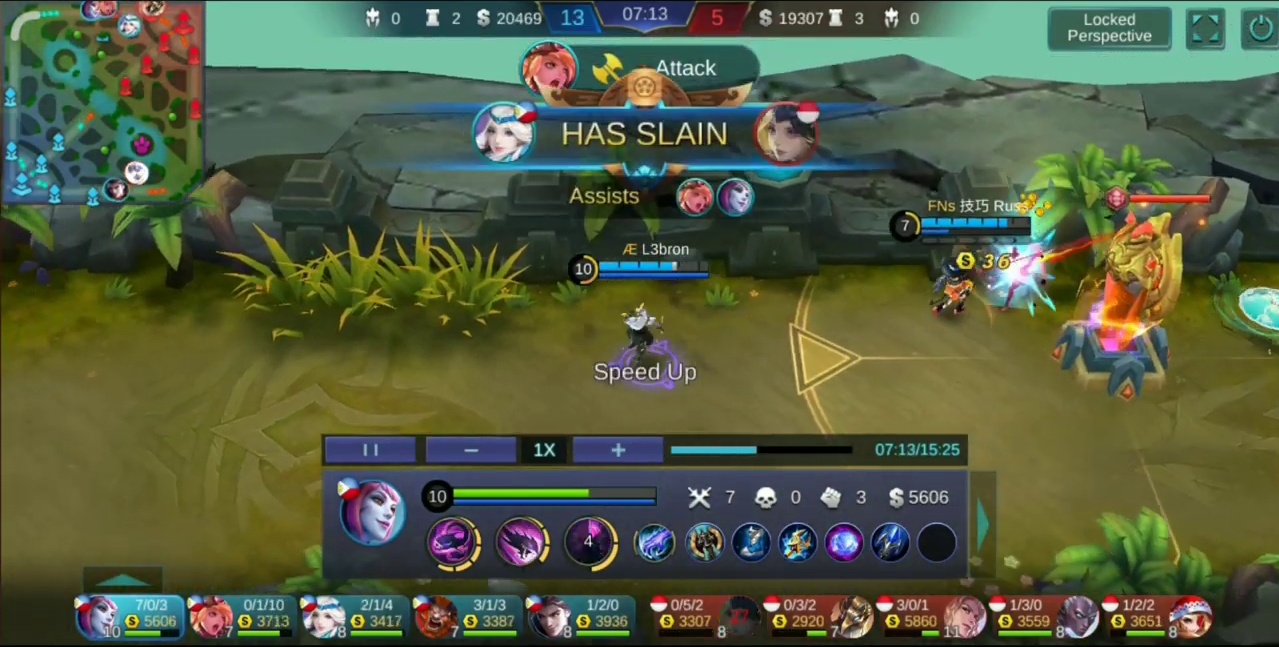 0 2 20469 13 07:13 5 19307 3 0
Locked
Perspective
Attack
HAS SLAIN
Assists
FNs 技巧 Russ
7
Æ L3bron
10
36
Speed Up
1X
07:13/15:25
10 7 0 3 5606
4
7/0/3 0/1/10 2/1/4 3/1/3 1/2/0 0/5/2 0/3/2 3/0/1 1/3/0 1/2/2
5606 3713 3417 3387 3936 3307 2920 5860 3559 3651
10 7 8 7 8 8 7 11 8 8